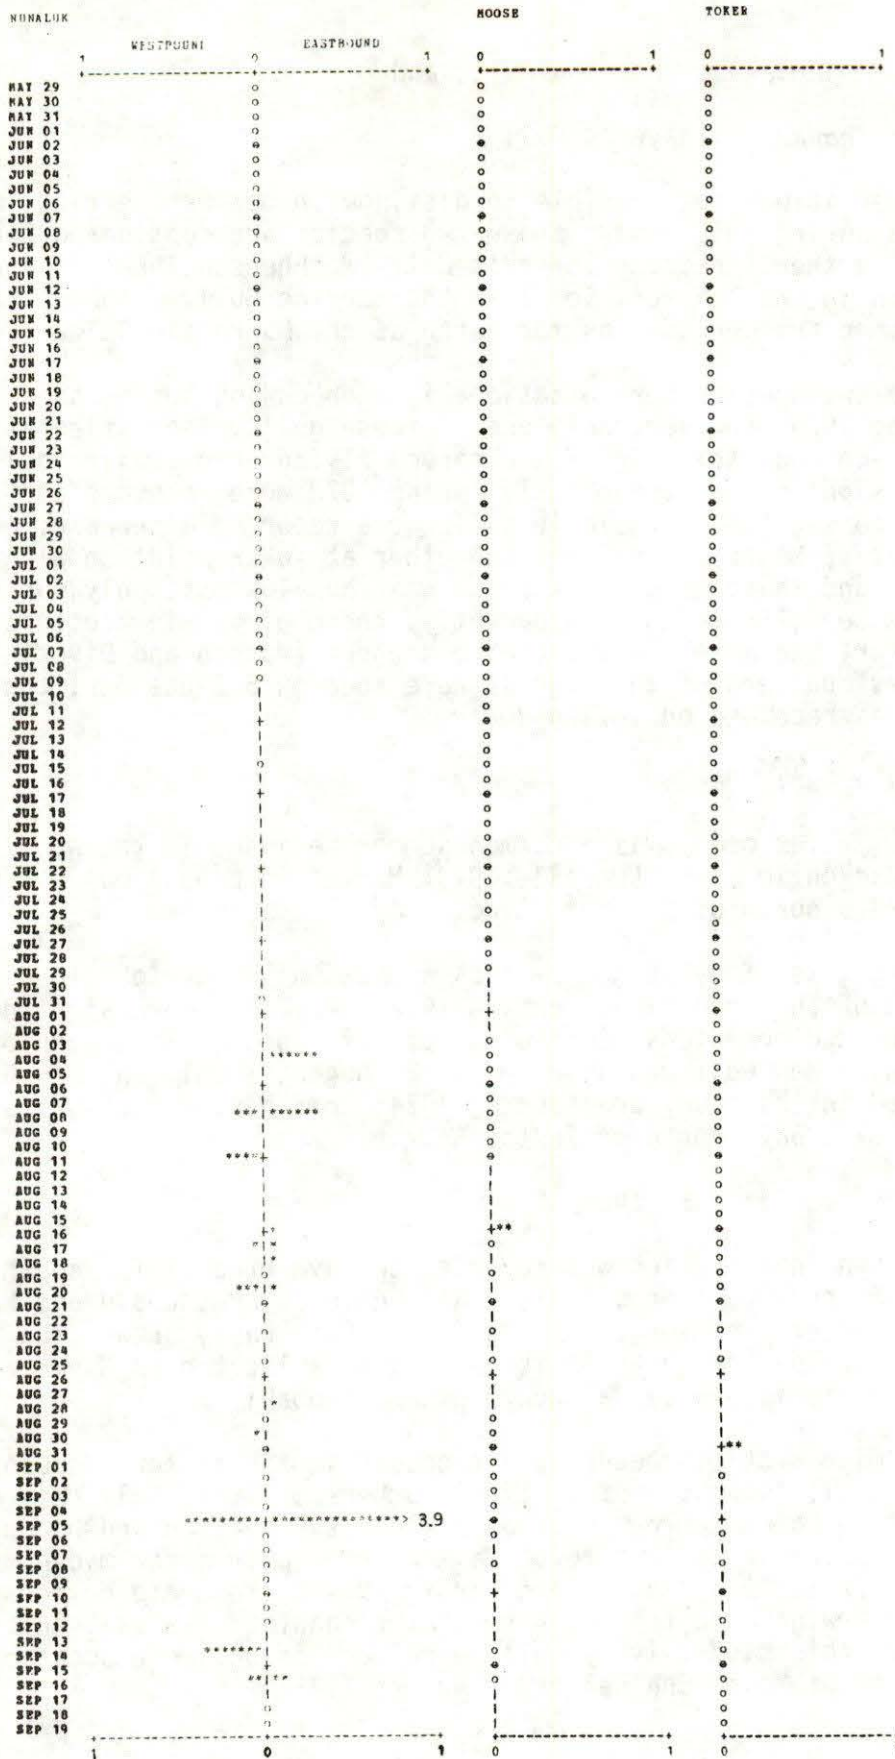 NUNALUK MOOSE TOKER
WESTBOUND EASTBOUND
1 0 1 0 1 0 1
MAY 29
MAY 30
MAY 31
JUN 01
JUN 02
JUN 03
JUN 04
JUN 05
JUN 06
JUN 07
JUN 08
JUN 09
JUN 10
JUN 11
JUN 12
JUN 13
JUN 14
JUN 15
JUN 16
JUN 17
JUN 18
JUN 19
JUN 20
JUN 21
JUN 22
JUN 23
JUN 24
JUN 25
JUN 26
JUN 27
JUN 28
JUN 29
JUN 30
JUL 01
JUL 02
JUL 03
JUL 04
JUL 05
JUL 06
JUL 07
JUL 08
JUL 09
JUL 10
JUL 11
JUL 12
JUL 13
JUL 14
JUL 15
JUL 16
JUL 17
JUL 18
JUL 19
JUL 20
JUL 21
JUL 22
JUL 23
JUL 24
JUL 25
JUL 26
JUL 27
JUL 28
JUL 29
JUL 30
JUL 31
AUG 01
AUG 02
AUG 03
AUG 04
AUG 05
AUG 06
AUG 07
AUG 08
AUG 09
AUG 10
AUG 11
AUG 12
AUG 13
AUG 14
AUG 15
AUG 16
AUG 17
AUG 18
AUG 19
AUG 20
AUG 21
AUG 22
AUG 23
AUG 24
AUG 25
AUG 26
AUG 27
AUG 28
AUG 29
AUG 30
AUG 31
SEP 01
SEP 02
SEP 03
SEP 04
SEP 05 3.9
SEP 06
SEP 07
SEP 08
SEP 09
SEP 10
SEP 11
SEP 12
SEP 13
SEP 14
SEP 15
SEP 16
SEP 17
SEP 18
SEP 19
1 0 1 0 1 0